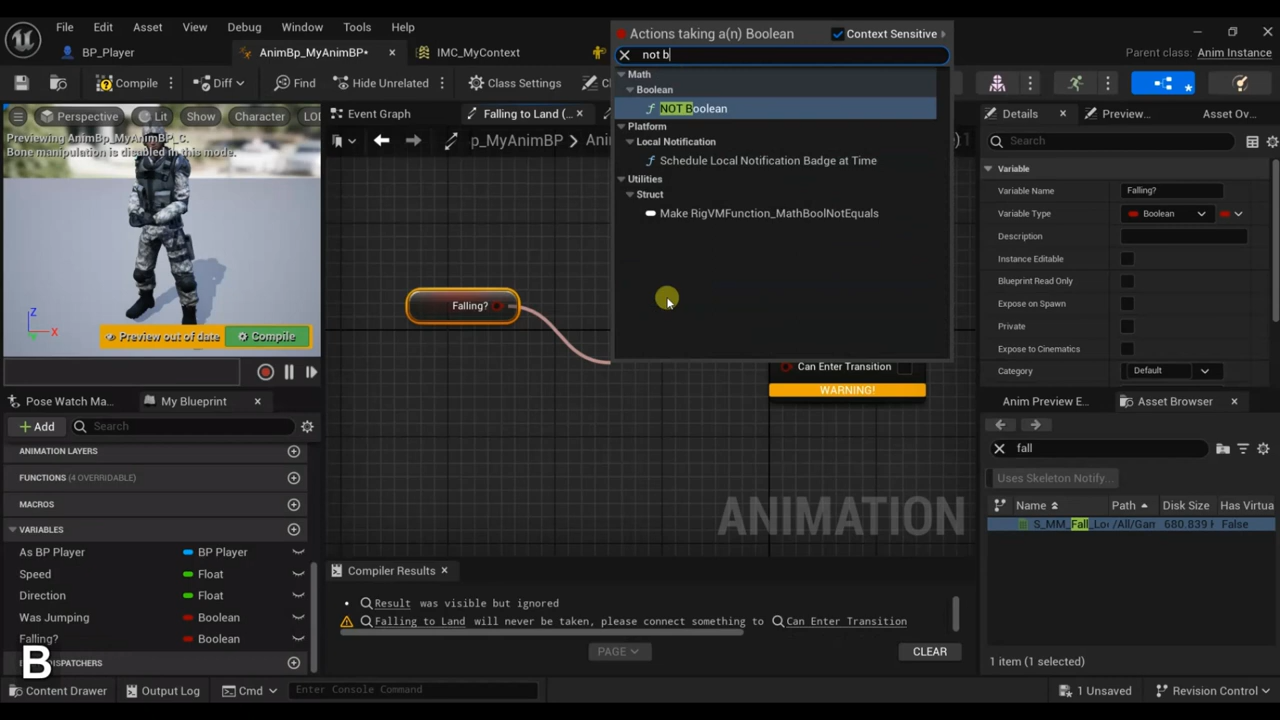 File Edit Asset View Debug Window Tools Help
BP_Player AnimBp_MyAnimBP* IMC_MyContext
Parent class: Anim Instance
Actions taking a(n) Boolean Context Sensitive
not b
Math
Boolean
NOT Boolean
Platform
Local Notification
Schedule Local Notification Badge at Time
Utilities
Struct
Make RigVMFunction_MathBoolNotEquals
Compile Diff Find Hide Unrelated Class Settings
Perspective Lit Show Character LO
Previewing AnimBp_MyAnimBP_C.
Bone manipulation is disabled in this mode.
Z
X
Preview out of date Compile
Event Graph Falling to Land (...
p_MyAnimBP > Ani
Falling?
Can Enter Transition
WARNING!
ANIMATION
Details Preview... Asset Ov...
Search
Variable
Variable Name Falling?
Variable Type Boolean
Description
Instance Editable
Blueprint Read Only
Expose on Spawn
Private
Expose to Cinematics
Category Default
Pose Watch Ma... My Blueprint
Add Search
ANIMATION LAYERS
FUNCTIONS (4 OVERRIDABLE)
MACROS
VARIABLES
As BP Player BP Player
Speed Float
Direction Float
Was Jumping Boolean
Falling? Boolean
DISPATCHERS
B
Compiler Results
Result was visible but ignored
Falling to Land will never be taken, please connect something to Can Enter Transition
PAGE CLEAR
Anim Preview E... Asset Browser
fall
Uses Skeleton Notify...
Name Path Disk Size Has Virtua
S_MM_Fall_Loo /All/Gam 680.839 False
1 item (1 selected)
Content Drawer Output Log Cmd Enter Console Command
1 Unsaved Revision Control